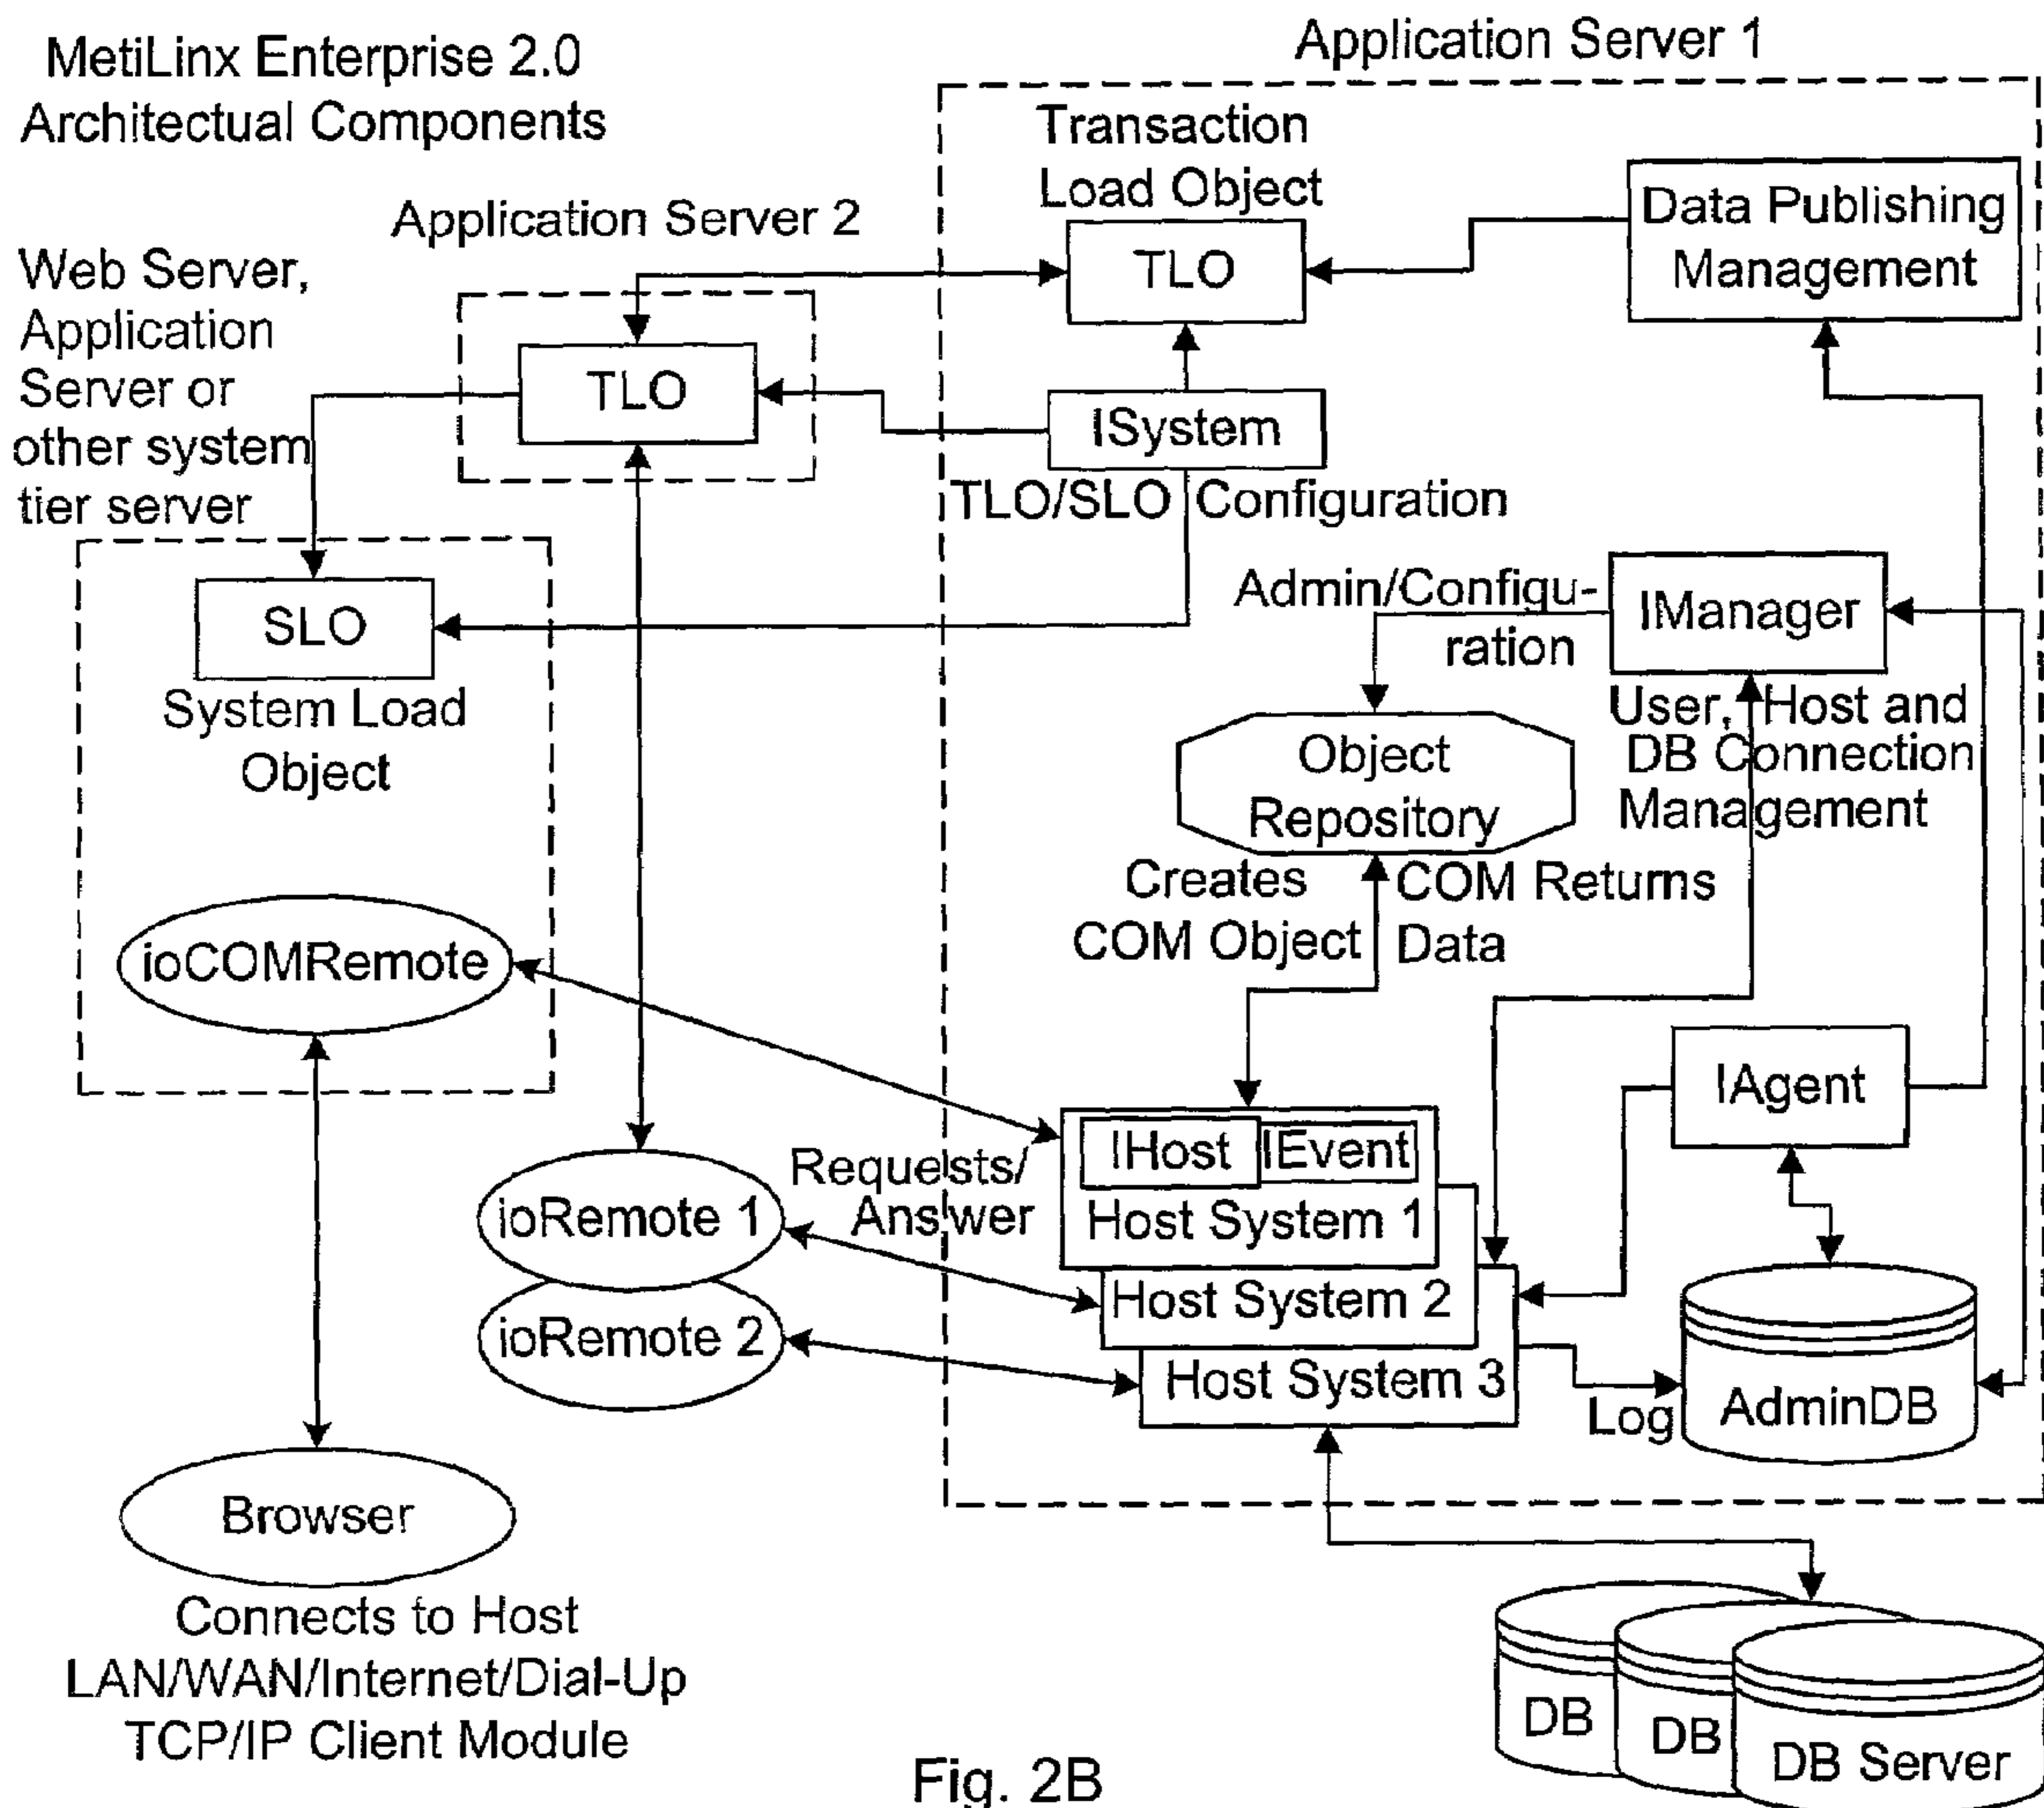 MetiLinx Enterprise 2.0
Architectual Components
Application Server 1
Transaction
Load Object
TLO
Data Publishing
Management
Application Server 2
TLO
Web Server,
Application
Server or
other system
tier server
ISystem
TLO/SLO Configuration
SLO
System Load
Object
Admin/Configu-
ration
IManager
User, Host and
DB Connection
Management
Object
Repository
Creates
COM Object
COM Returns
Data
ioCOMRemote
IAgent
IHost
IEvent
Host System 1
Host System 2
Host System 3
Requests/
Answer
ioRemote 1
ioRemote 2
Log
AdminDB
Browser
Connects to Host
LAN/WAN/Internet/Dial-Up
TCP/IP Client Module
DB
DB
DB Server
Fig. 2B